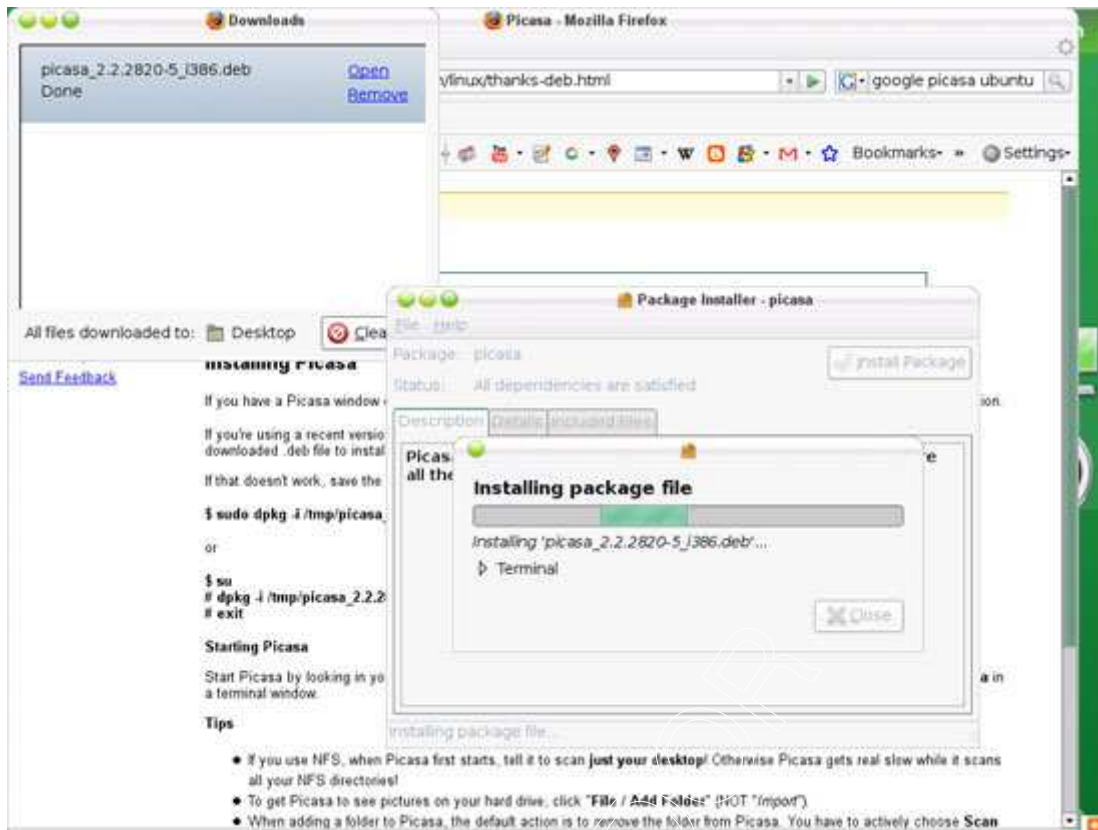 Downloads
Picasa - Mozilla Firefox
picasa_2.2.2820-5_i386.deb
Open
Done
Remove
/linux/thanks-deb.html
google picasa ubuntu
Bookmarks
Settings
All files downloaded to:
Desktop
Clea
Package Installer - picasa
File Help
Package: picasa
Install Package
Status: All dependencies are satisfied
Description Details Included files
Picas
e
all the
Installing package file
Installing 'picasa_2.2.2820-5_i386.deb'...
Terminal
Close
Installing package file...
Send Feedback
Installing Picasa
If you have a Picasa window
ion.
If you're using a recent versio
downloaded .deb file to instal
If that doesn't work, save the
$ sudo dpkg -i /tmp/picasa_
or
$ su
# dpkg -i /tmp/picasa_2.2.2
# exit
Starting Picasa
Start Picasa by looking in yo
a in
a terminal window.
Tips
If you use NFS, when Picasa first starts, tell it to scan just your desktop! Otherwise Picasa gets real slow while it scans
all your NFS directories!
To get Picasa to see pictures on your hard drive, click "File / Add Folder" (NOT "Import")
When adding a folder to Picasa, the default action is to remove the folder from Picasa. You have to actively choose Scan